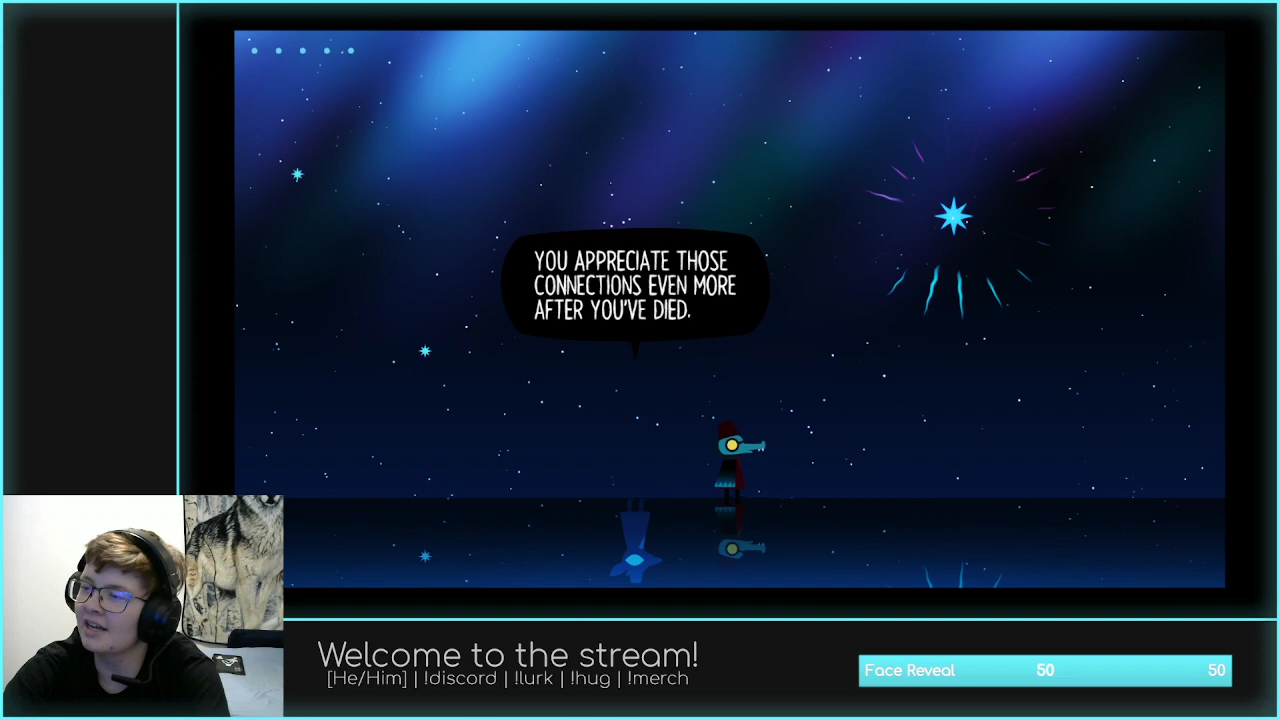 YOU APPRECIATE THOSE
CONNECTIONS EVEN MORE
AFTER YOU'VE DIED.
Welcome to the stream!
[He/Him] | !discord | !lurk | !hug | !merch
Face Reveal 50 50